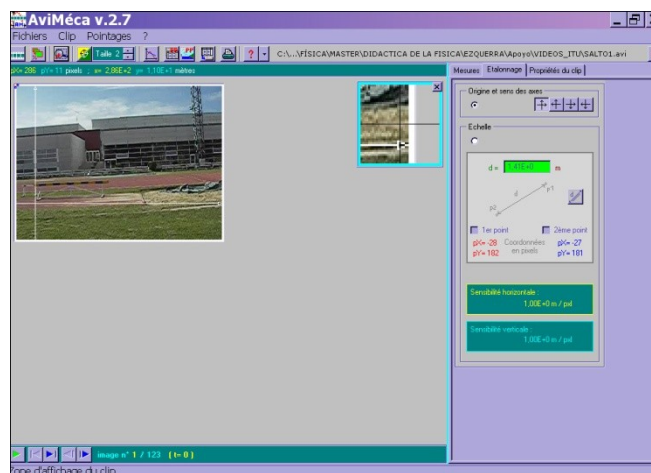 AviMéca v.2.7
Fichiers Clip Pointages ?
Taille 2 ? C:\...\FÍSICA\MASTER\DIDACTICA DE LA FISICA\EZQUERRA\Apoyo\VIDEOS_ITU\SALTO1.avi
pX= 286 pY= 11 pixels ; x= 2,86E+2 y= 1,10E+1 mètres
Mesures Etalonnage Propriétés du clip
Origine et sens des axes
Echelle
d = 1.41E+0 m
d p1
p2
1er point 2ème point
pX= -28 Coordonnées pX= -27
pY= 182 en pixels pY= 181
Sensibilité horizontale :
1,00E+0 m / pxl
Sensibilité verticale :
1,00E+0 m / pxl
image n° 1 / 123 ( t= 0 )
Zone d'affichage du clip